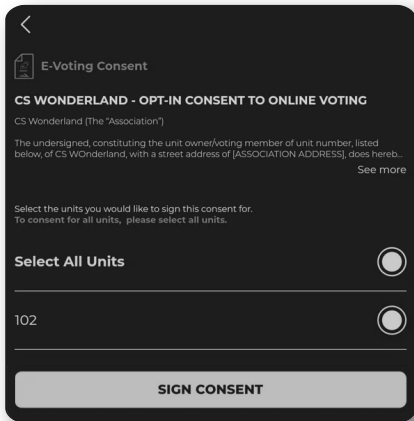 E-Voting Consent
CS WONDERLAND - OPT-IN CONSENT TO ONLINE VOTING
CS Wonderland (The "Association")
The undersigned, constituting the unit owner/voting member of unit number, listed
below, of CS WOnderland, with a street address of [ASSOCIATION ADDRESS], does hereb...
See more
Select the units you would like to sign this consent for.
To consent for all units, please select all units.
Select All Units
102
SIGN CONSENT